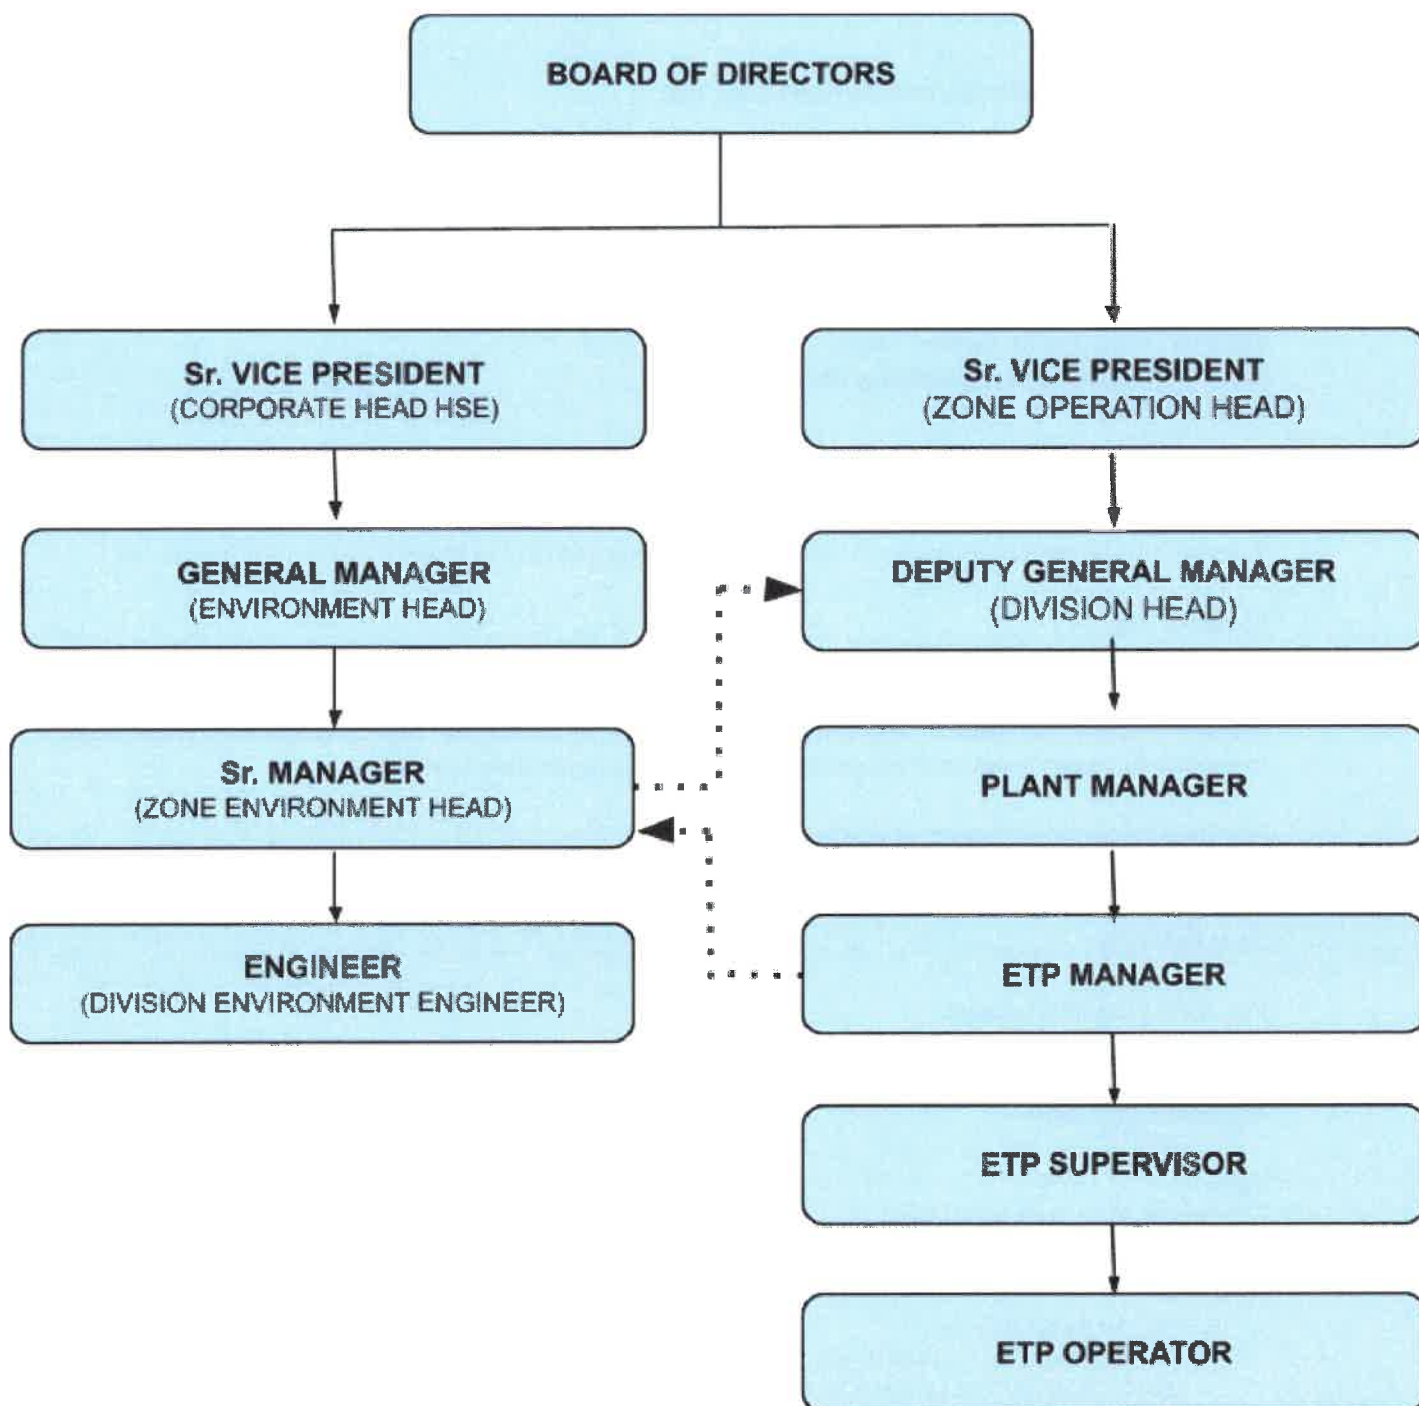 BOARD OF DIRECTORS
Sr. VICE PRESIDENT
(CORPORATE HEAD HSE)
Sr. VICE PRESIDENT
(ZONE OPERATION HEAD)
GENERAL MANAGER
(ENVIRONMENT HEAD)
DEPUTY GENERAL MANAGER
(DIVISION HEAD)
Sr. MANAGER
(ZONE ENVIRONMENT HEAD)
PLANT MANAGER
ENGINEER
(DIVISION ENVIRONMENT ENGINEER)
ETP MANAGER
ETP SUPERVISOR
ETP OPERATOR